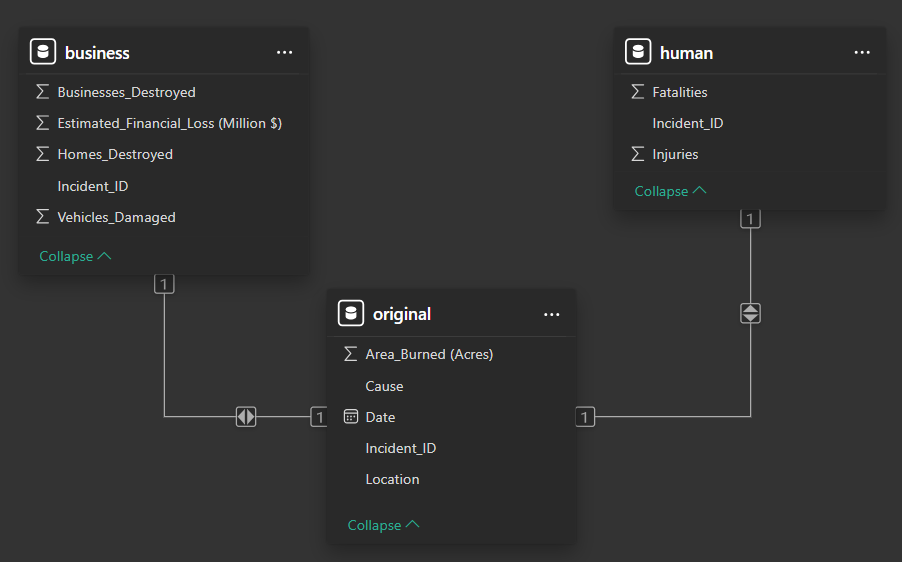 business
Businesses_Destroyed
Estimated_Financial_Loss (Million $)
Homes_Destroyed
Incident_ID
Vehicles_Damaged
Collapse
1
human
Fatalities
Incident_ID
Injuries
Collapse
1
original
Area_Burned (Acres)
Cause
Date
Incident_ID
Location
Collapse
1
1